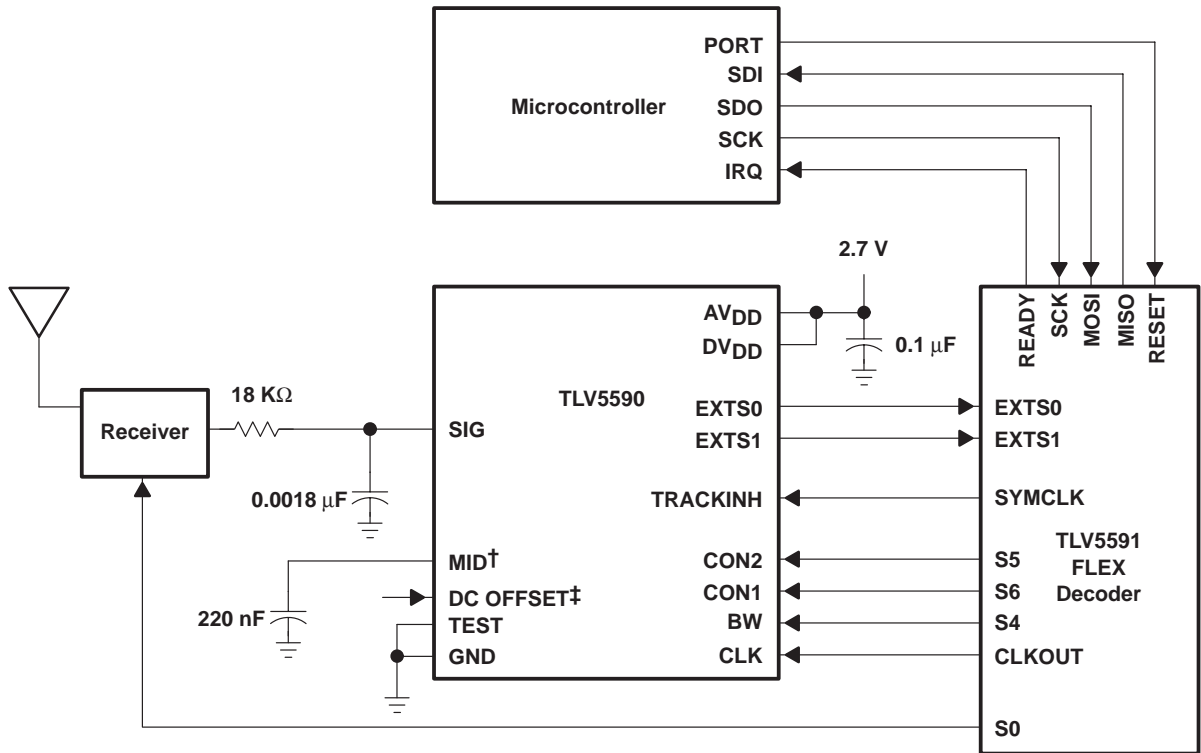 Microcontroller
PORT
SDI
SDO
SCK
IRQ
2.7 V
0.1 μF
READY
SCK
MOSI
MISO
RESET
AVDD
DVDD
TLV5590
EXTS0
EXTS1
EXTS0
EXTS1
Receiver
18 KΩ
SIG
0.0018 μF
TRACKINH
SYMCLK
TLV5591
FLEX
Decoder
MID†
DC OFFSET‡
TEST
GND
220 nF
CON2
CON1
BW
CLK
S5
S6
S4
CLKOUT
S0